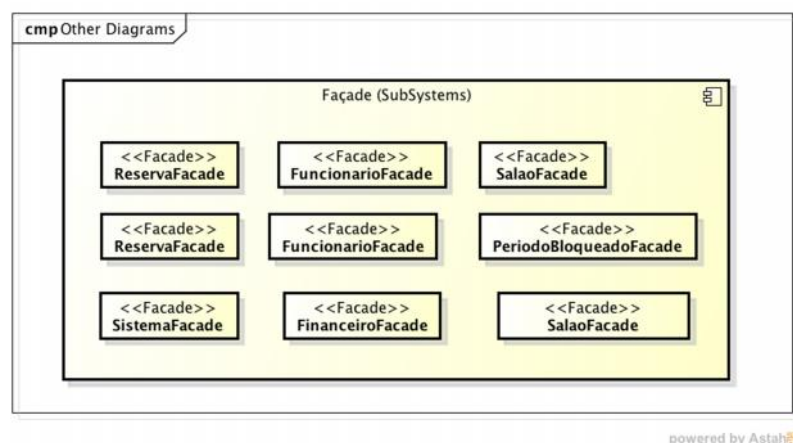 cmp Other Diagrams
Façade (SubSystems)
<<Facade>> <<Facade>> <<Facade>>
ReservaFacade FuncionarioFacade SalaoFacade
<<Facade>> <<Facade>> <<Facade>>
ReservaFacade FuncionarioFacade PeriodoBloqueadoFacade
<<Facade>> <<Facade>> <<Facade>>
SistemaFacade FinanceiroFacade SalaoFacade
powered by Astah